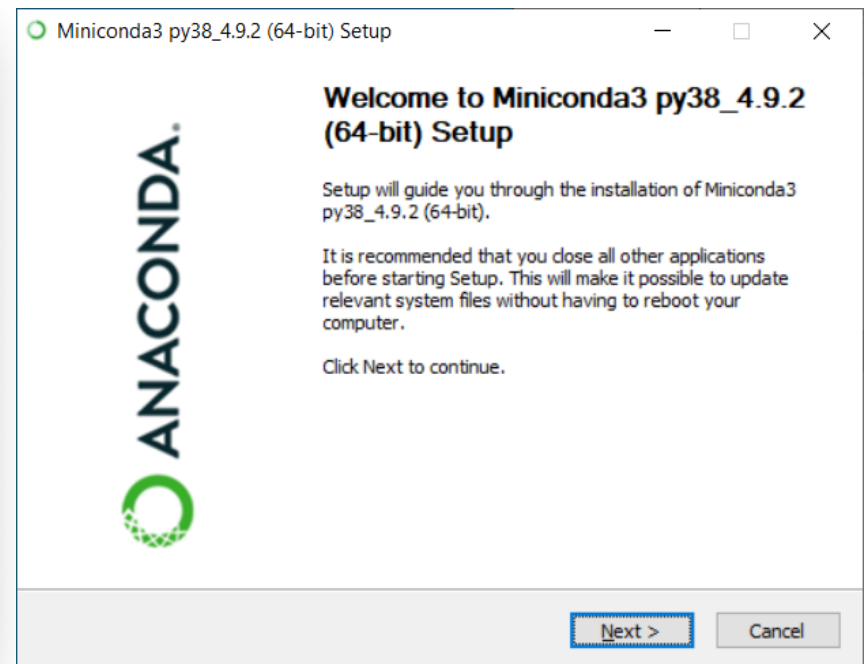 Miniconda3 py38_4.9.2 (64-bit) Setup
Welcome to Miniconda3 py38_4.9.2
(64-bit) Setup
Setup will guide you through the installation of Miniconda3
py38_4.9.2 (64-bit).
It is recommended that you close all other applications
before starting Setup. This will make it possible to update
relevant system files without having to reboot your
computer.
Click Next to continue.
ANACONDA.
Next >
Cancel